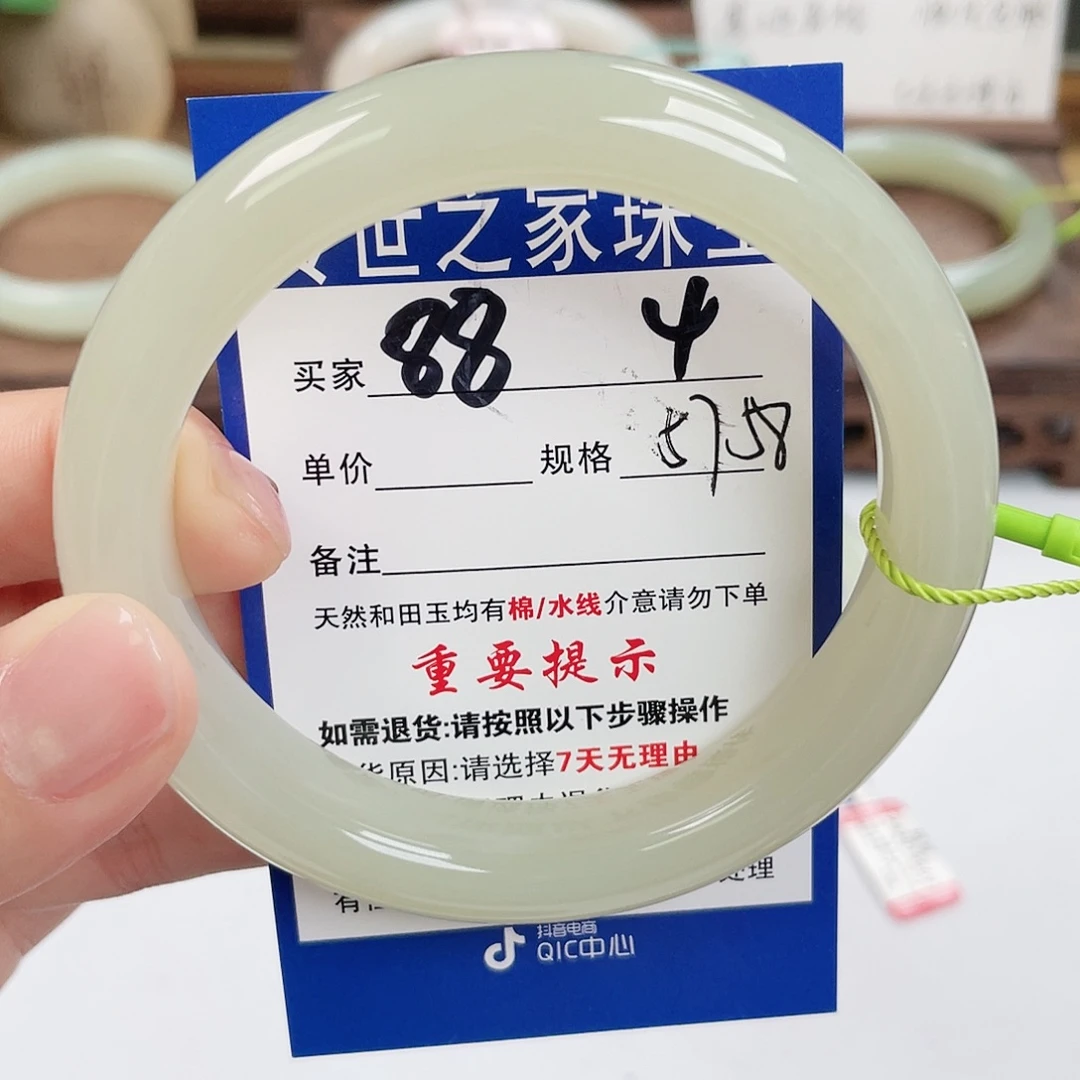 世之家珠
买家 88 4
单价 规格 57 58
备注
天然和田玉均有棉/水线介意请勿下单
重要提示
如需退货:请按照以下步骤操作
货原因:请选择7天无理由
处理
抖音电商
QIC中心